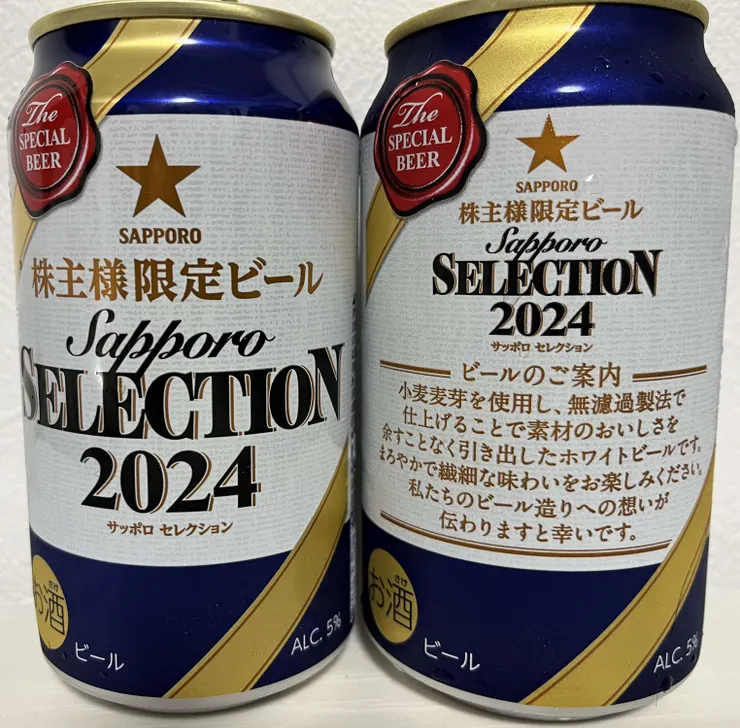 The
SPECIAL
BEER
SAPPORO
株主様限定ビール
Sapporo
SELECTION
2024
サッポロ セレクション
お酒
さけ
ビール
ALC. 5%
The
SPECIAL
BEER
SAPPORO
株主様限定ビール
Sapporo
SELECTION
2024
サッポロ セレクション
ビールのご案内
小麦麦芽を使用し、無濾過製法で
仕上げることで素材のおいしさを
余すことなく引き出したホワイトビールです。
まろやかで繊細な味わいをお楽しみください。
私たちのビール造りへの想いが
伝わりますと幸いです。
お酒
さけ
ビール
ALC. 5%